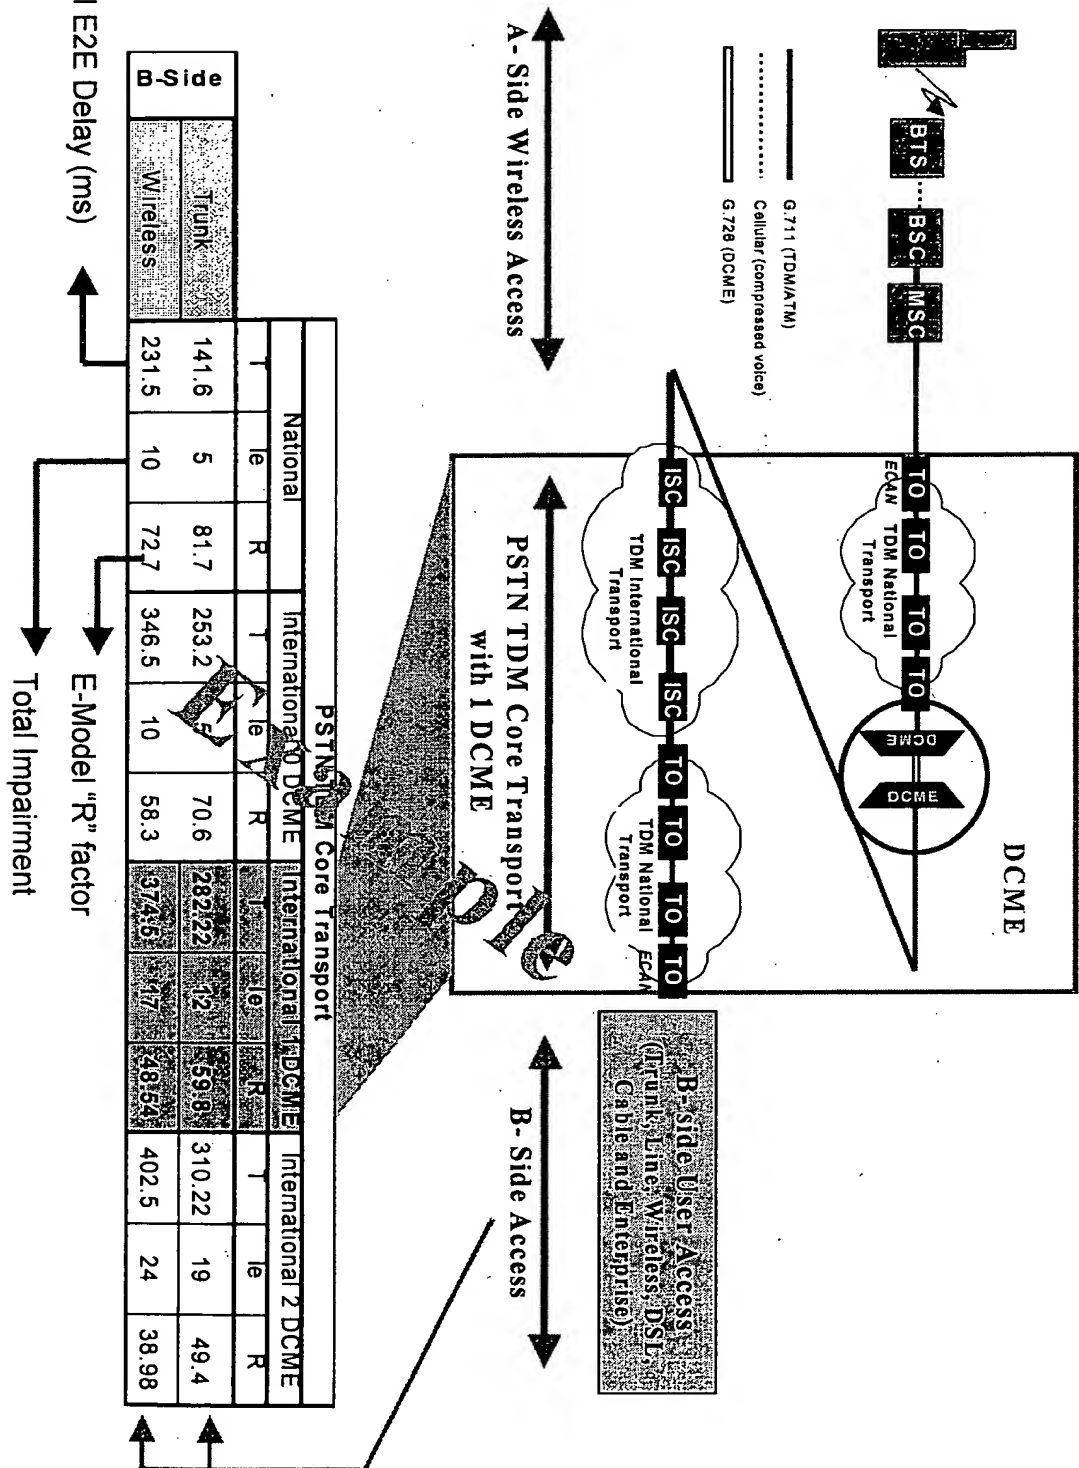 BTS
BSC
MSC
TO
TO
TO
TO
ECAN
TDM National
Transport
DCME
DCME
DCME
G.711 (TDM/ATM)
Cellular (compressed voice)
G.728 (DCME)
ISC
ISC
ISC
ISC
TO
TO
TO
TO
ECAN
TDM International
Transport
TDM National
Transport
B-side User Access
(Trunk, Line, Wireless, DSL,
Cable and Enterprise)
A-Side Wireless Access
PSTN TDM Core Transport
with 1 DCME
B-Side Access
PSTN TDM Core Transport
National International 0 DCME International 1 DCME International 2 DCME
T Ie R T Ie R T Ie R T Ie R
B-Side
Trunk 141.6 5 81.7 253.2 5 70.6 282.22 12 59.8 310.22 19 49.4
Wireless 231.5 10 72.7 346.5 10 58.3 374.5 17 48.54 402.5 24 38.98
E2E Delay (ms)
E-Model "R" factor
Total Impairment